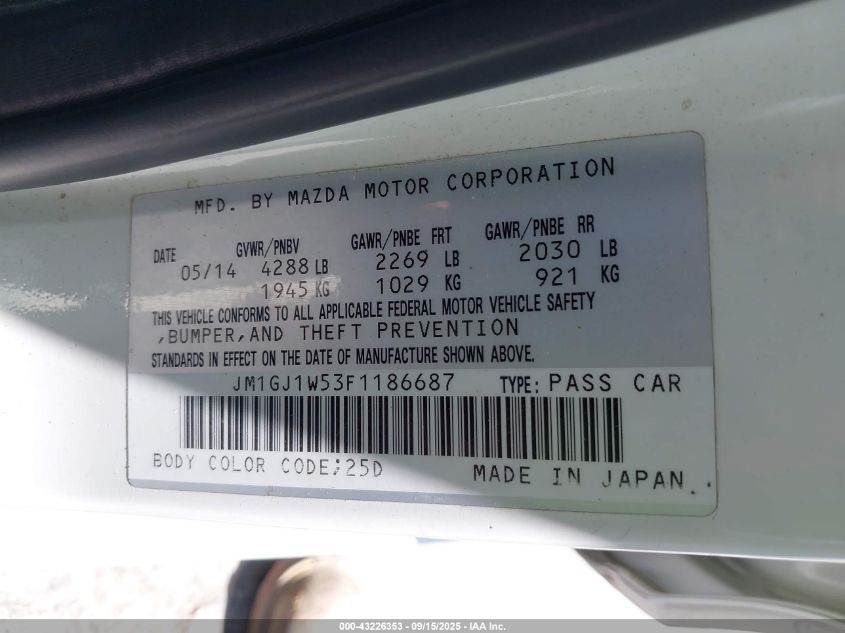 MFD. BY MAZDA MOTOR CORPORATION
DATE GVWR/PNBV GAWR/PNBE FRT GAWR/PNBE RR
05/14 4288 LB 2269 LB 2030 LB
1945 KG 1029 KG 921 KG
THIS VEHICLE CONFORMS TO ALL APPLICABLE FEDERAL MOTOR VEHICLE SAFETY
,BUMPER,AND THEFT PREVENTION
STANDARDS IN EFFECT ON THE DATE OF MANUFACTURE SHOWN ABOVE.
JM1GJ1W53F1186687 TYPE: PASS CAR
BODY COLOR CODE;25D MADE IN JAPAN.
000-43226353 - 09/15/2025 - IAA Inc.